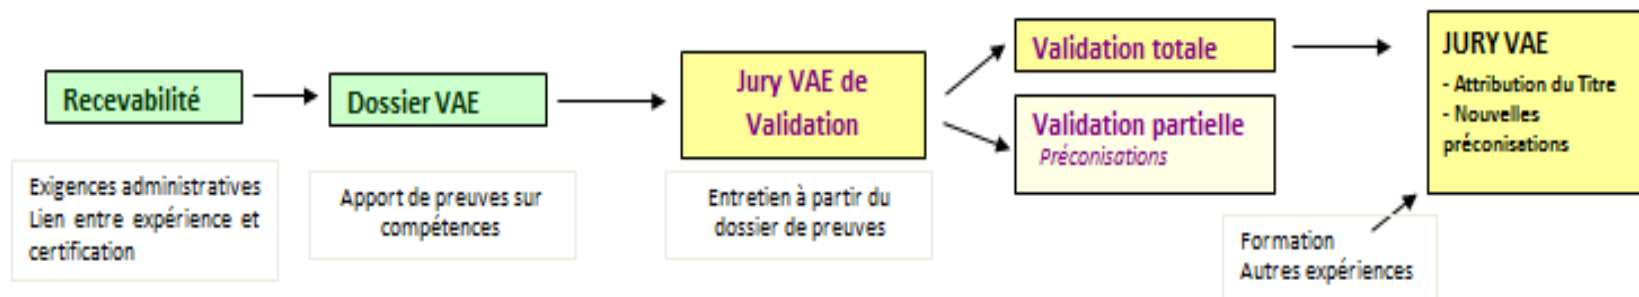 Recevabilité
Exigences administratives
Lien entre expérience et
certification
Dossier VAE
Apport de preuves sur
compétences
Jury VAE de
Validation
Entretien à partir du
dossier de preuves
Validation totale
Validation partielle
Préconisations
JURY VAE
- Attribution du Titre
- Nouvelles
préconisations
Formation
Autres expériences